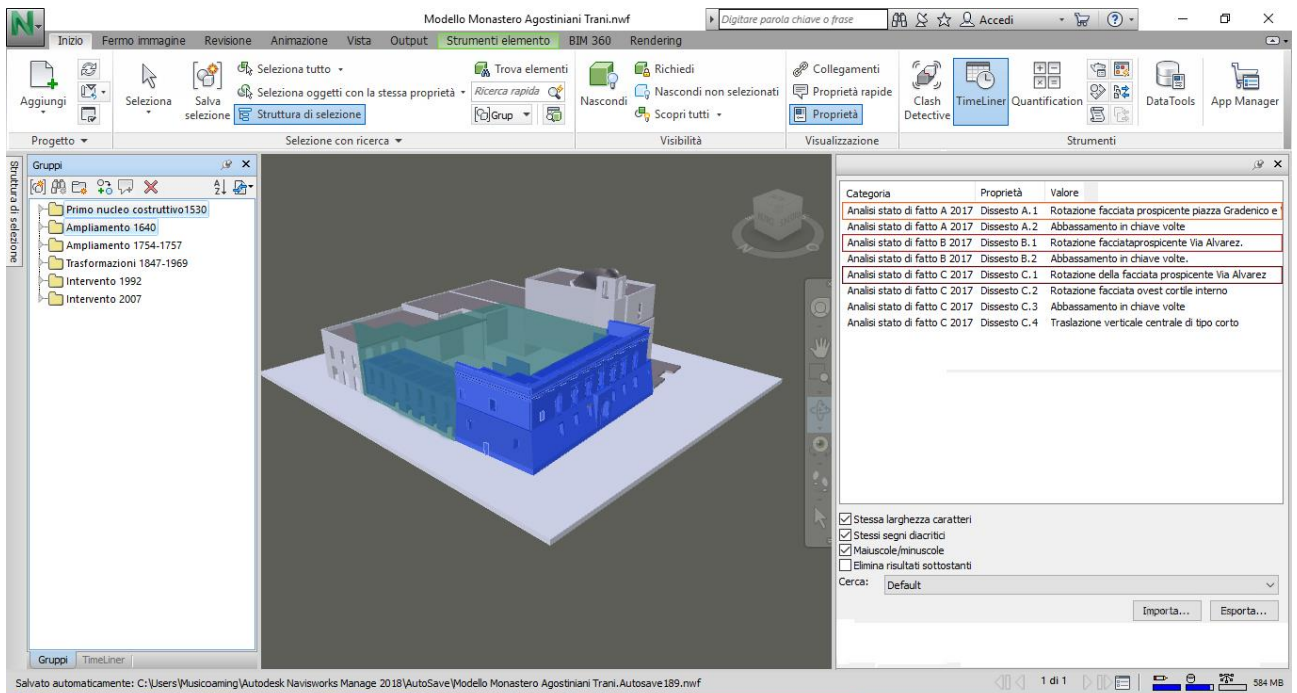 Modello Monastero Agostiniani Trani.nwf
Digitare parola chiave o frase
Accedi
Inizio Fermo immagine Revisione Animazione Vista Output Strumenti elemento BIM 360 Rendering
Aggiungi
Seleziona
Salva selezione
Seleziona tutto
Seleziona oggetti con la stessa proprietà
Struttura di selezione
Trova elementi
Ricerca rapida
Grup
Nascondi
Richiedi
Nascondi non selezionati
Scopri tutti
Collegamenti
Proprietà rapide
Proprietà
Clash Detective
TimeLiner
Quantification
DataTools
App Manager
Progetto
Selezione con ricerca
Visibilità
Visualizzazione
Strumenti
Struttura di selezione
Gruppi
Primo nucleo costruttivo1530
Ampliamento 1640
Ampliamento 1754-1757
Trasformazioni 1847-1969
Intervento 1992
Intervento 2007
Gruppi TimeLiner
Categoria Proprietà Valore
Analisi stato di fatto A 2017 Dissesto A.1 Rotazione facciata prospicente piazza Gradenico e
Analisi stato di fatto A 2017 Dissesto A.2 Abbassamento in chiave volte
Analisi stato di fatto B 2017 Dissesto B.1 Rotazione facciataprospicente Via Alvarez.
Analisi stato di fatto B 2017 Dissesto B.2 Abbassamento in chiave volte.
Analisi stato di fatto C 2017 Dissesto C.1 Rotazione della facciata prospicente Via Alvarez
Analisi stato di fatto C 2017 Dissesto C.2 Rotazione facciata ovest cortile interno
Analisi stato di fatto C 2017 Dissesto C.3 Abbassamento in chiave volte
Analisi stato di fatto C 2017 Dissesto C.4 Traslazione verticale centrale di tipo corto
Stessa larghezza caratteri
Stessi segni diacritici
Maiuscole/minuscole
Elimina risultati sottostanti
Cerca: Default
Importa... Esporta...
Salvato automaticamente: C:\Users\Musicoaming\Autodesk Navisworks Manage 2018\AutoSave\Modello Monastero Agostiniani Trani.Autosave189.nwf
1 di 1
584 MB